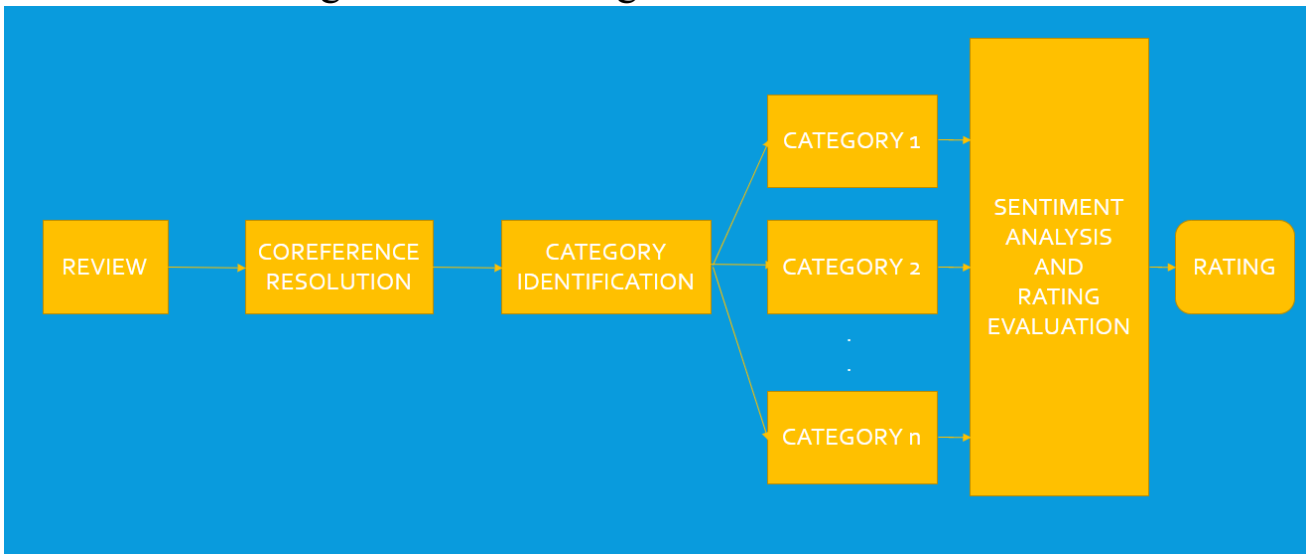 REVIEW
COREFERENCE
RESOLUTION
CATEGORY
IDENTIFICATION
CATEGORY 1
CATEGORY 2
.
.
CATEGORY n
SENTIMENT
ANALYSIS
AND
RATING
EVALUATION
RATING